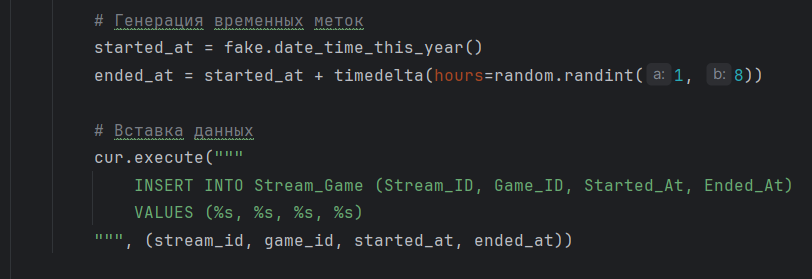 # Генерация временных меток
started_at = fake.date_time_this_year()
ended_at = started_at + timedelta(hours=random.randint(a: 1, b: 8))
# Вставка данных
cur.execute("""
INSERT INTO Stream_Game (Stream_ID, Game_ID, Started_At, Ended_At)
VALUES (%s, %s, %s, %s)
""", (stream_id, game_id, started_at, ended_at))